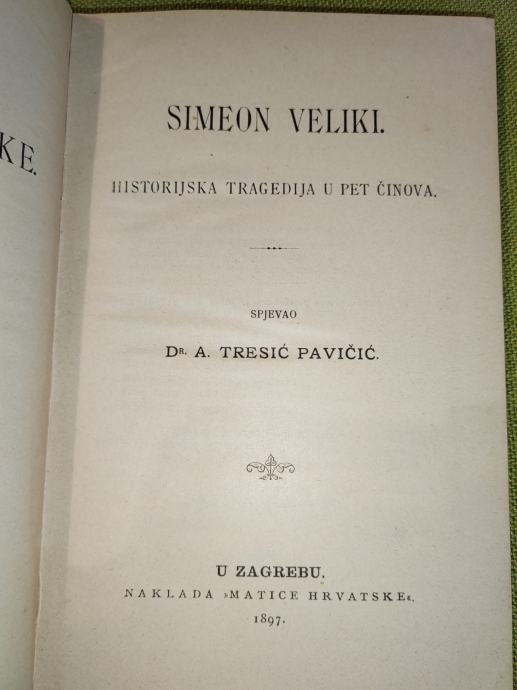 KE.
SIMEON VELIKI.
HISTORIJSKA TRAGEDIJA U PET ČINOVA.
SPJEVAO
DR. A. TRESIĆ PAVIČIĆ.
U ZAGREBU.
NAKLADA »MATICE HRVATSKE«.
1897.